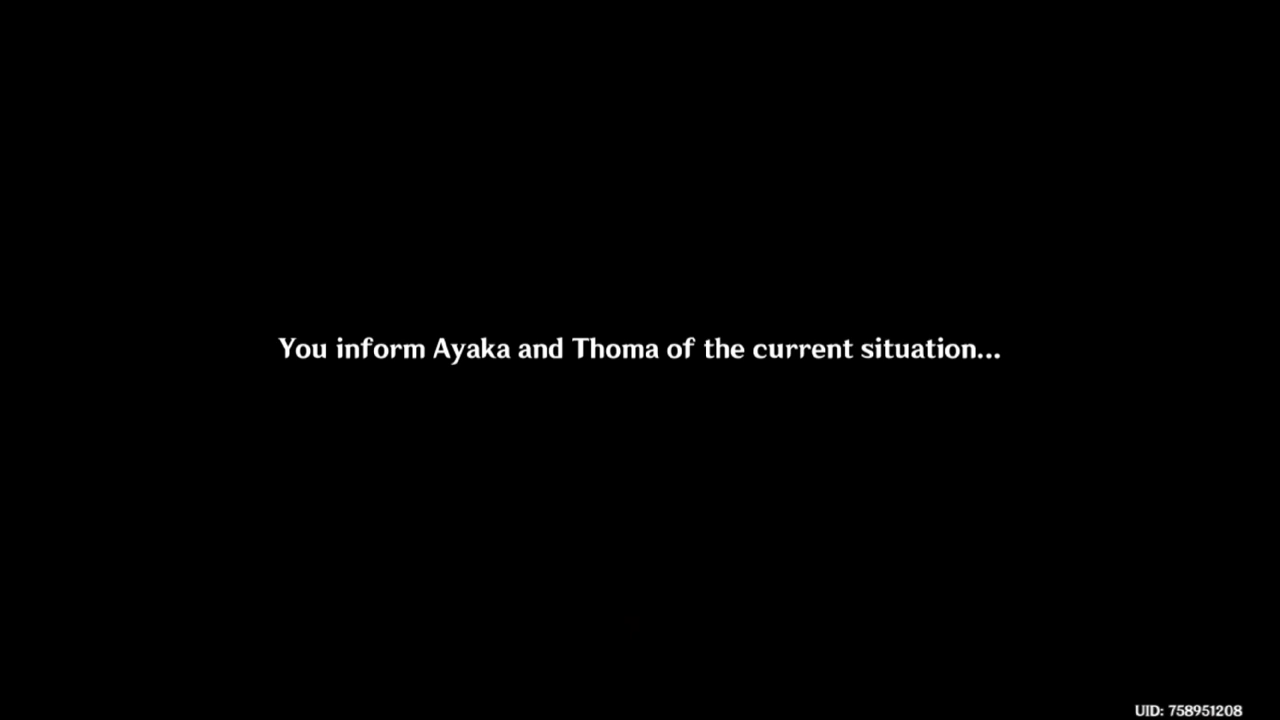 You inform Ayaka and Thoma of the current situation...
UID: 758951208